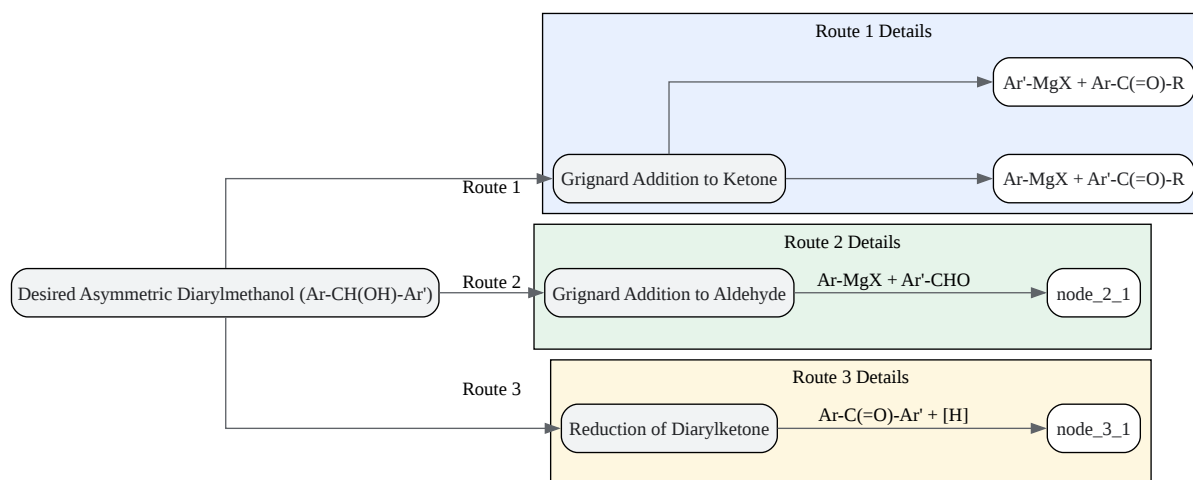 Route 1 Details
Ar'-MgX + Ar-C(=O)-R
Route 1
Grignard Addition to Ketone
Ar-MgX + Ar'-C(=O)-R
Route 2 Details
Desired Asymmetric Diarylmethanol (Ar-CH(OH)-Ar')
Route 2
Grignard Addition to Aldehyde
Ar-MgX + Ar'-CHO
node_2_1
Route 3 Details
Route 3
Reduction of Diarylketone
Ar-C(=O)-Ar' + [H]
node_3_1